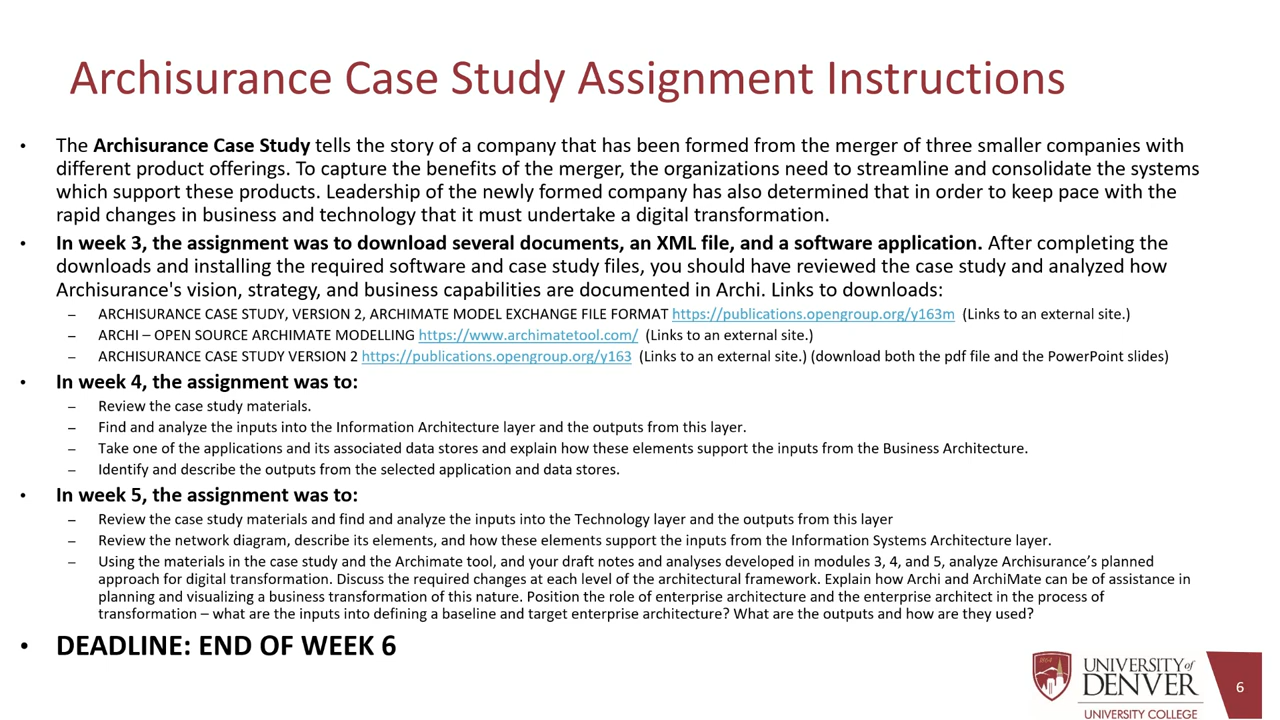 Archisurance Case Study Assignment Instructions
• The Archisurance Case Study tells the story of a company that has been formed from the merger of three smaller companies with
different product offerings. To capture the benefits of the merger, the organizations need to streamline and consolidate the systems
which support these products. Leadership of the newly formed company has also determined that in order to keep pace with the
rapid changes in business and technology that it must undertake a digital transformation.
• In week 3, the assignment was to download several documents, an XML file, and a software application. After completing the
downloads and installing the required software and case study files, you should have reviewed the case study and analyzed how
Archisurance's vision, strategy, and business capabilities are documented in Archi. Links to downloads:
– ARCHISURANCE CASE STUDY, VERSION 2, ARCHIMATE MODEL EXCHANGE FILE FORMAT https://publications.opengroup.org/y163m (Links to an external site.)
– ARCHI – OPEN SOURCE ARCHIMATE MODELLING https://www.archimatetool.com/ (Links to an external site.)
– ARCHISURANCE CASE STUDY VERSION 2 https://publications.opengroup.org/y163 (Links to an external site.) (download both the pdf file and the PowerPoint slides)
• In week 4, the assignment was to:
– Review the case study materials.
– Find and analyze the inputs into the Information Architecture layer and the outputs from this layer.
– Take one of the applications and its associated data stores and explain how these elements support the inputs from the Business Architecture.
– Identify and describe the outputs from the selected application and data stores.
• In week 5, the assignment was to:
– Review the case study materials and find and analyze the inputs into the Technology layer and the outputs from this layer
– Review the network diagram, describe its elements, and how these elements support the inputs from the Information Systems Architecture layer.
– Using the materials in the case study and the Archimate tool, and your draft notes and analyses developed in modules 3, 4, and 5, analyze Archisurance's planned
approach for digital transformation. Discuss the required changes at each level of the architectural framework. Explain how Archi and ArchiMate can be of assistance in
planning and visualizing a business transformation of this nature. Position the role of enterprise architecture and the enterprise architect in the process of
transformation – what are the inputs into defining a baseline and target enterprise architecture? What are the outputs and how are they used?
• DEADLINE: END OF WEEK 6
1864
UNIVERSITY of
DENVER
UNIVERSITY COLLEGE
6